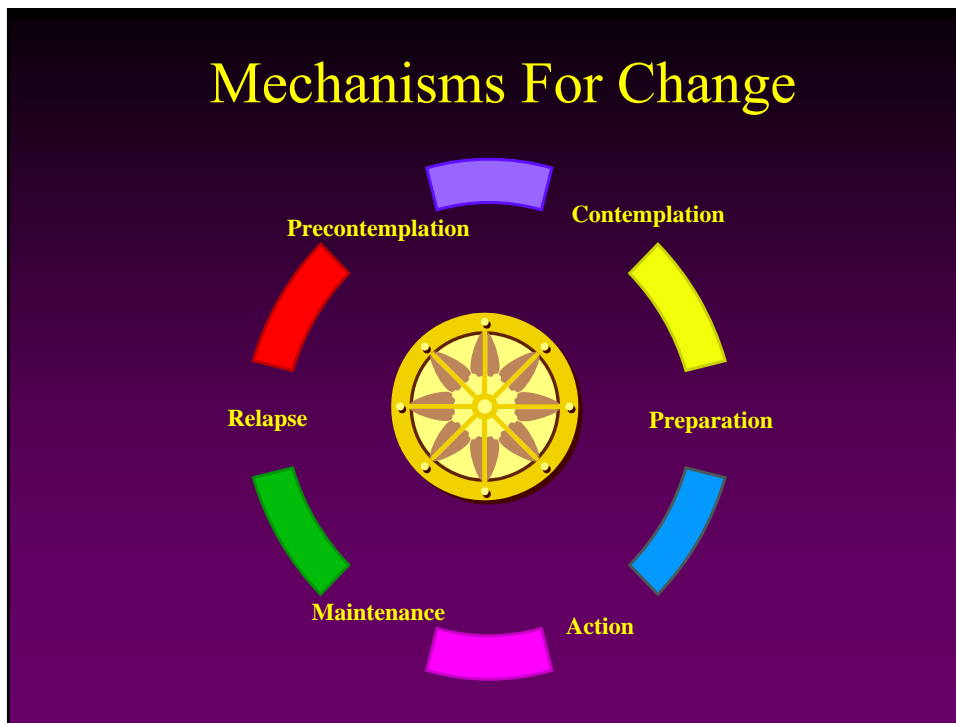 Mechanisms For Change
Precontemplation
Contemplation
Preparation
Action
Maintenance
Relapse